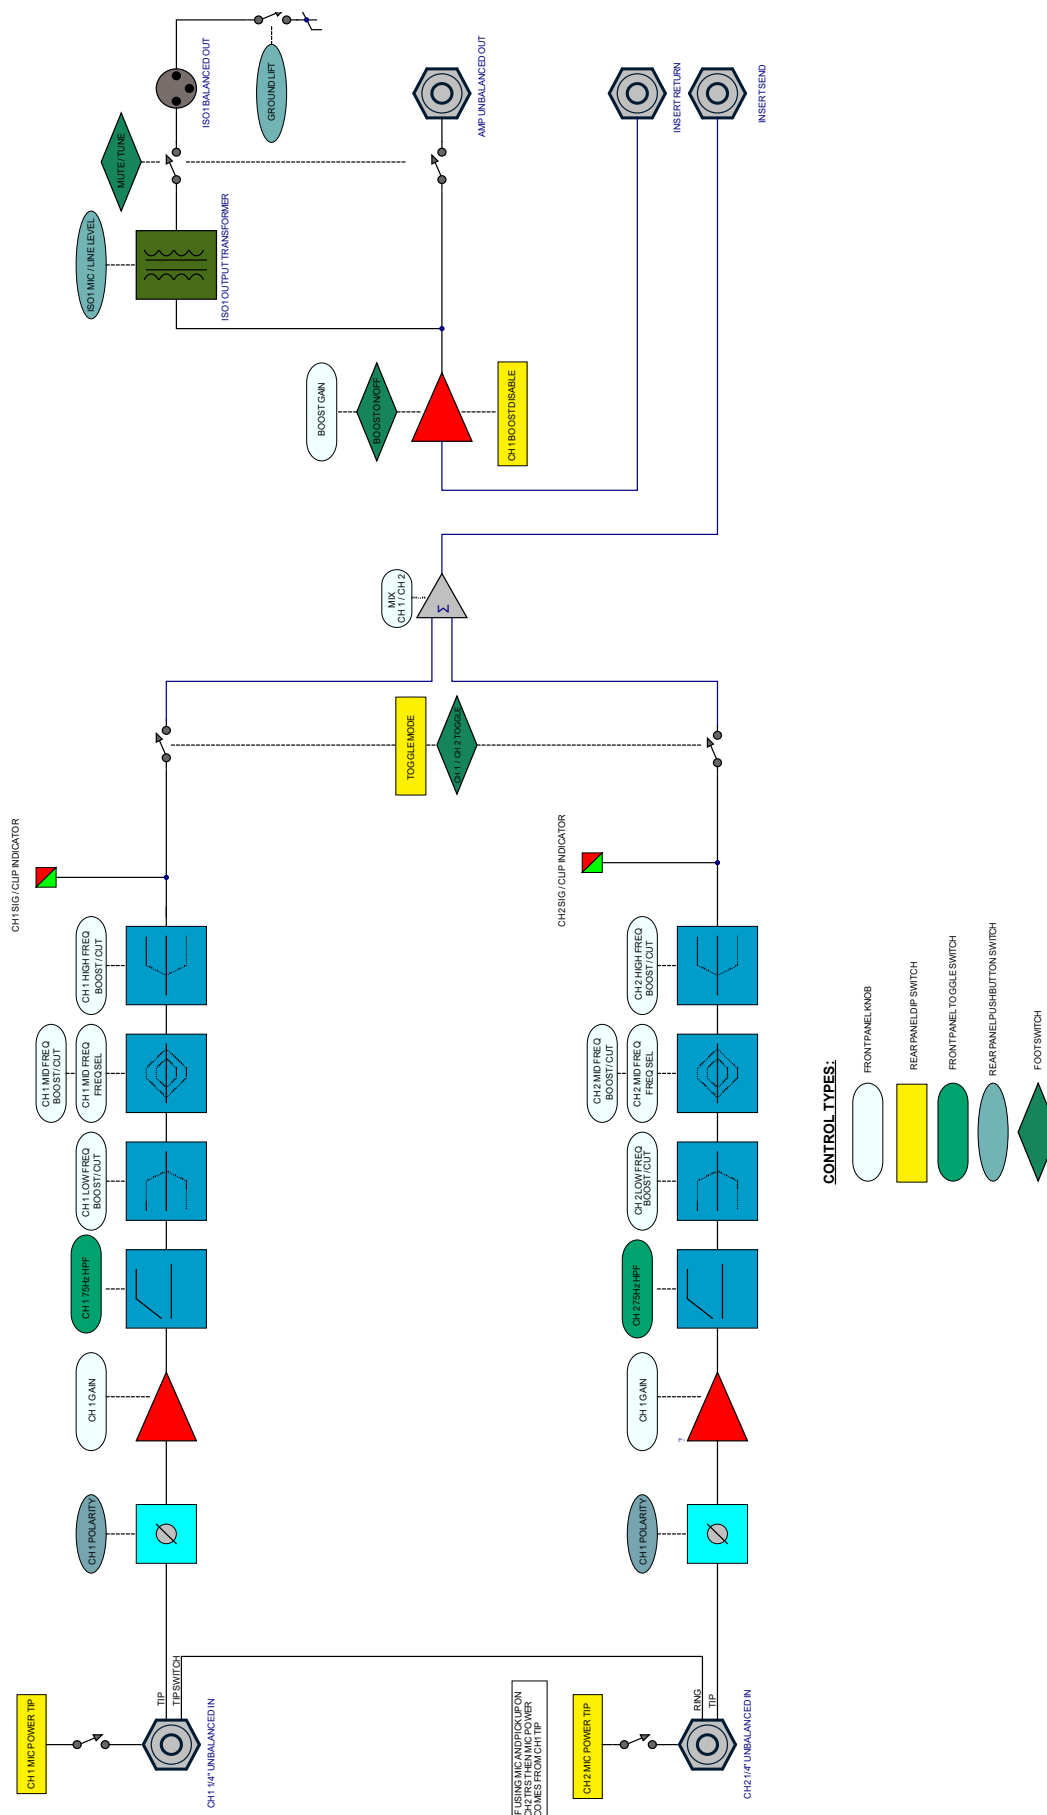 CH 1 MIC POWER TIP
TIP
TIP SWITCH
CH1 1/4" UNBALANCED IN
CH 1 POLARITY
CH 1 GAIN
CH 1 75Hz HPF
CH 1 LOW FREQ
BOOST / CUT
CH 1 MID FREQ
BOOST / CUT
CH 1 MID FREQ
FREQ SEL
CH 1 HIGH FREQ
BOOST / CUT
CH1 SIG / CLIP INDICATOR
F USING MIC AND PICKUP ON
CH2 TRS THEN MIC POWER
COMES FROM CH1 TIP
CH 2 MIC POWER TIP
RING
TIP
CH2 1/4" UNBALANCED IN
CH 1 POLARITY
CH 1 GAIN
?
CH 2 75Hz HPF
CH 2 LOW FREQ
BOOST / CUT
CH 2 MID FREQ
BOOST / CUT
CH 2 MID FREQ
FREQ SEL
CH 2 HIGH FREQ
BOOST / CUT
CH2 SIG / CLIP INDICATOR
TOGGLE MODE
CH 1 / CH 2 TOGGLE
MIX
CH 1 / CH 2
Σ
BOOST GAIN
BOOST ON/OFF
CH 1 BOOST DISABLE
ISO1 MIC / LINE LEVEL
ISO1 OUTPUT TRANSFORMER
MUTE / TUNE
ISO1 BALANCED OUT
GROUND LIFT
AMP UNBALANCED OUT
INSERT RETURN
INSERT SEND
CONTROL TYPES:
FRONT PANEL KNOB
REAR PANEL DIP SWITCH
FRONT PANEL TOGGLE SWITCH
REAR PANEL PUSHBUTTON SWITCH
FOOTSWITCH